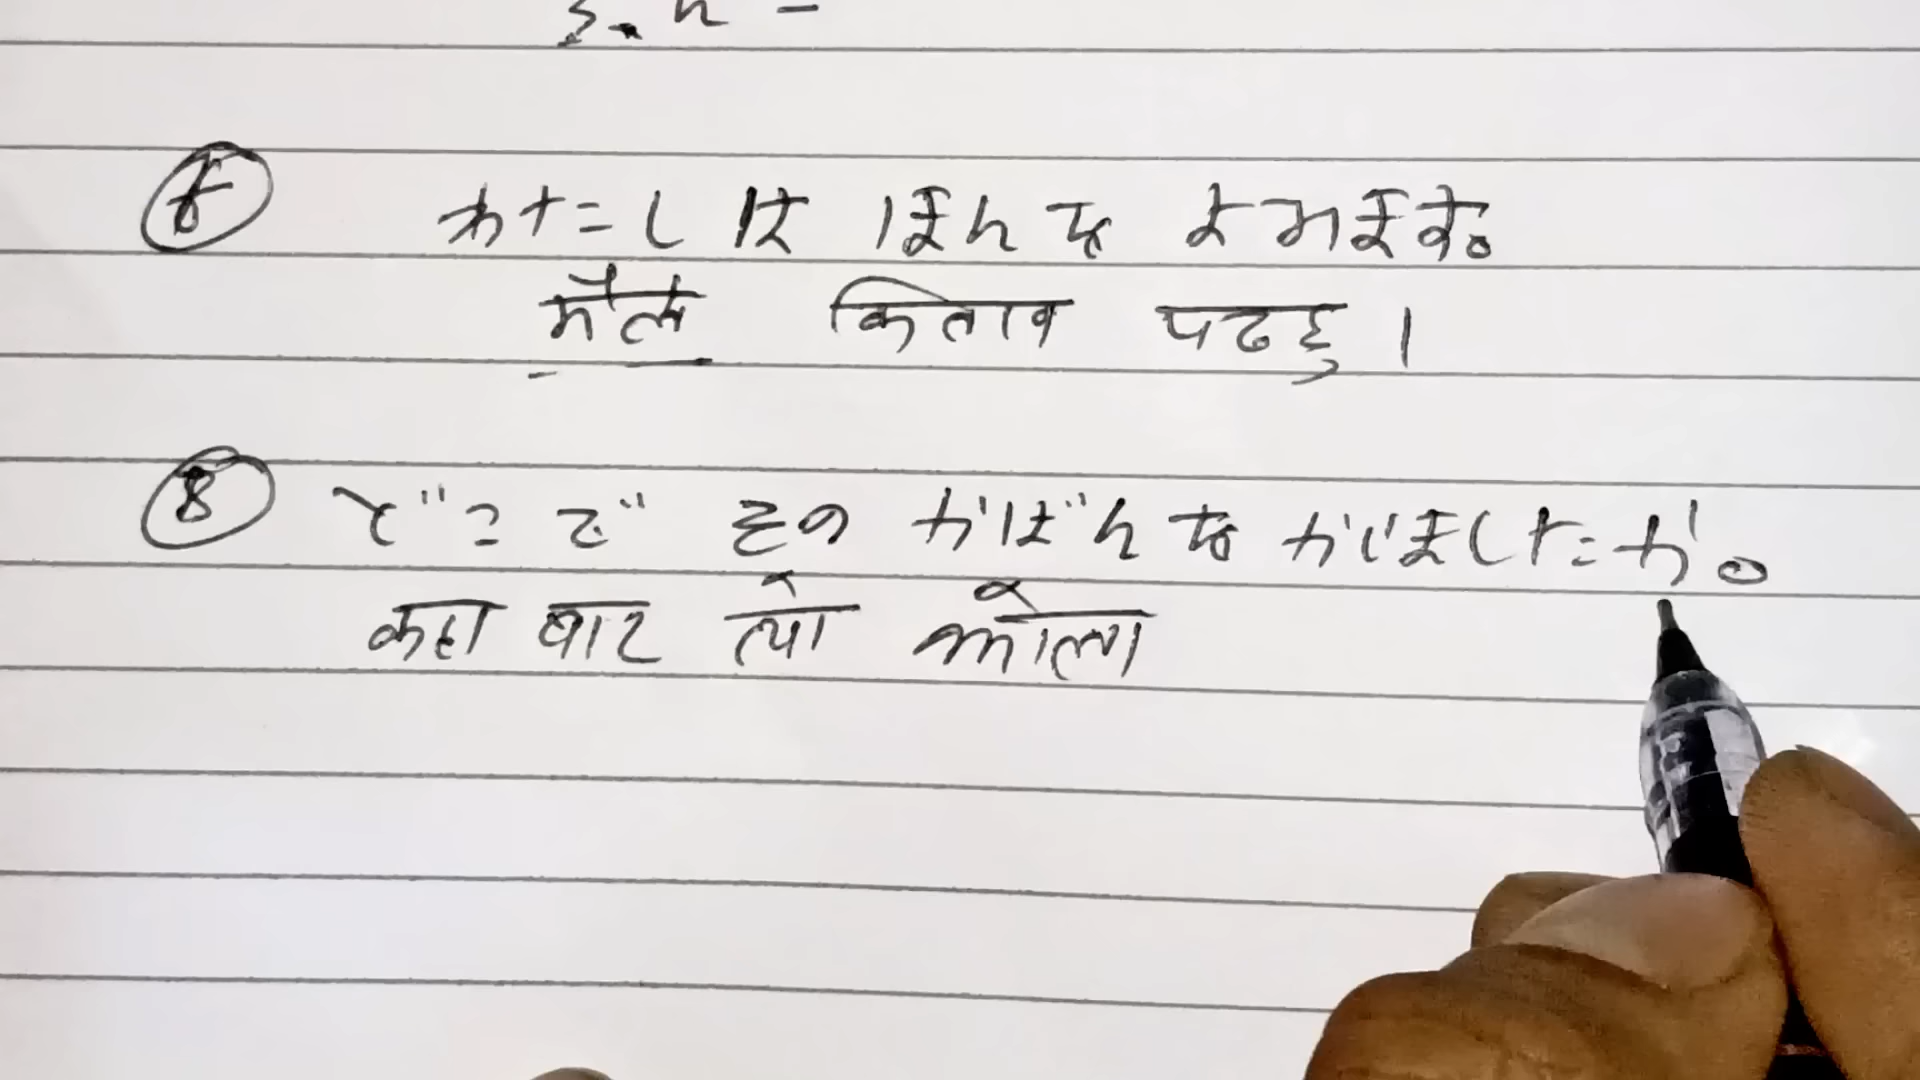 わたし は ほん を よみます。
मैले किताब पढछु।
8 どこで その かばん を かいましたか。
कहा बाट त्यो झोला